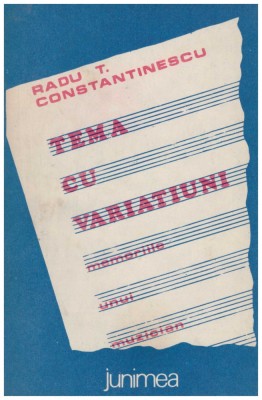 RADU T.
CONSTANTINESCU
TEMA
CU
VARIATIUNI
memoriile
unui
muzician
junimea